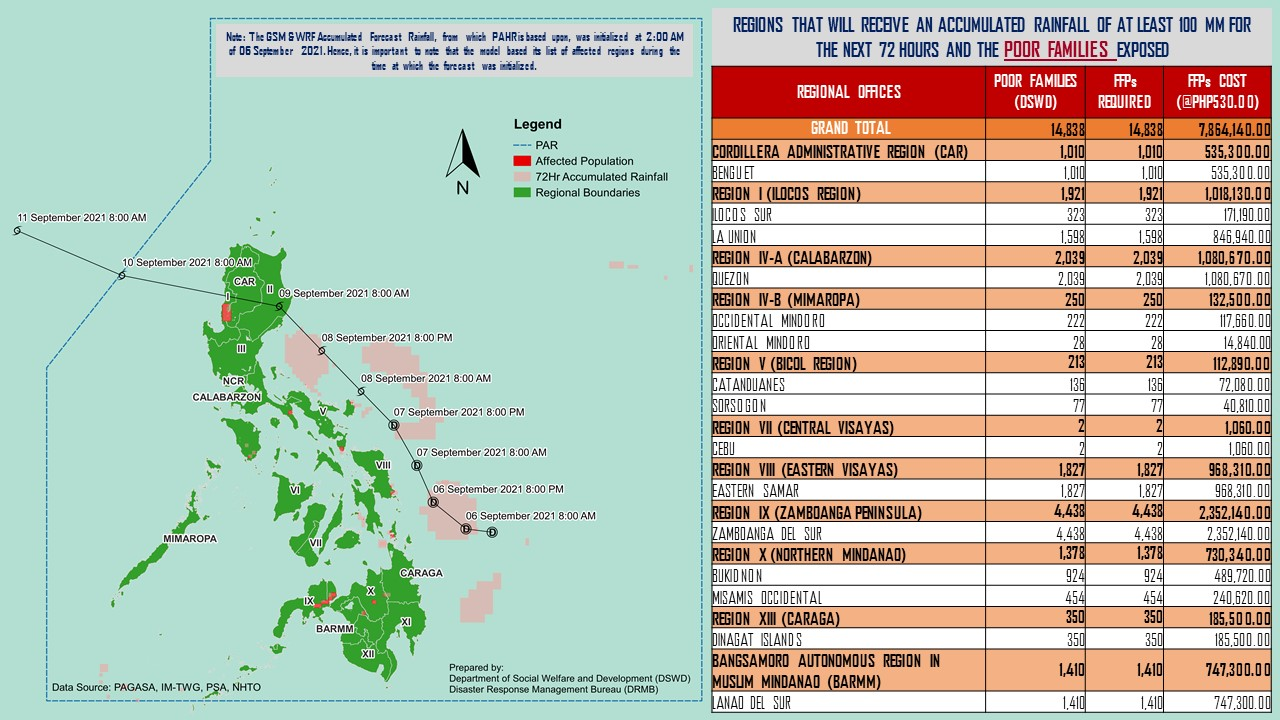 Note: The GSM & WRF Accumulated Forecast Rainfall, from which PAHR is based upon, was initialized at 2:00 AM
of 06 September 2021. Hence, it is important to note that the model based its list of affected regions during the
time at which the forecast was initialized.
Legend
PAR
Affected Population
72Hr Accumulated Rainfall
Regional Boundaries
N
11 September 2021 8:00 AM
10 September 2021 8:00 AM
09 September 2021 8:00 AM
08 September 2021 8:00 PM
08 September 2021 8:00 AM
07 September 2021 8:00 PM
07 September 2021 8:00 AM
06 September 2021 8:00 PM
06 September 2021 8:00 AM
CAR
II
I
III
NCR
CALABARZON
V
VIII
VI
MIMAROPA
VII
CARAGA
X
IX
BARMM
XI
XII
Prepared by:
Department of Social Welfare and Development (DSWD)
Disaster Response Management Bureau (DRMB)
Data Source: PAGASA, IM-TWG, PSA, NHTO
REGIONS THAT WILL RECEIVE AN ACCUMULATED RAINFALL OF AT LEAST 100 MM FOR
THE NEXT 72 HOURS AND THE POOR FAMILIES EXPOSED
REGIONAL OFFICES POOR FAMILIES (DSWD) FFPs REQUIRED FFPs COST (@PHP530.00)
GRAND TOTAL 14,838 14,838 7,864,140.00
CORDILLERA ADMINISTRATIVE REGION (CAR) 1,010 1,010 535,300.00
BENGUET 1,010 1,010 535,300.00
REGION I (ILOCOS REGION) 1,921 1,921 1,018,130.00
ILOCOS SUR 323 323 171,190.00
LA UNION 1,598 1,598 846,940.00
REGION IV-A (CALABARZON) 2,039 2,039 1,080,670.00
QUEZON 2,039 2,039 1,080,670.00
REGION IV-B (MIMAROPA) 250 250 132,500.00
OCCIDENTAL MINDORO 222 222 117,660.00
ORIENTAL MINDORO 28 28 14,840.00
REGION V (BICOL REGION) 213 213 112,890.00
CATANDUANES 136 136 72,080.00
SORSOGON 77 77 40,810.00
REGION VII (CENTRAL VISAYAS) 2 2 1,060.00
CEBU 2 2 1,060.00
REGION VIII (EASTERN VISAYAS) 1,827 1,827 968,310.00
EASTERN SAMAR 1,827 1,827 968,310.00
REGION IX (ZAMBOANGA PENINSULA) 4,438 4,438 2,352,140.00
ZAMBOANGA DEL SUR 4,438 4,438 2,352,140.00
REGION X (NORTHERN MINDANAO) 1,378 1,378 730,340.00
BUKIDNON 924 924 489,720.00
MISAMIS OCCIDENTAL 454 454 240,620.00
REGION XIII (CARAGA) 350 350 185,500.00
DINAGAT ISLANDS 350 350 185,500.00
BANGSAMORO AUTONOMOUS REGION IN
MUSLIM MINDANAO (BARMM) 1,410 1,410 747,300.00
LANAO DEL SUR 1,410 1,410 747,300.00